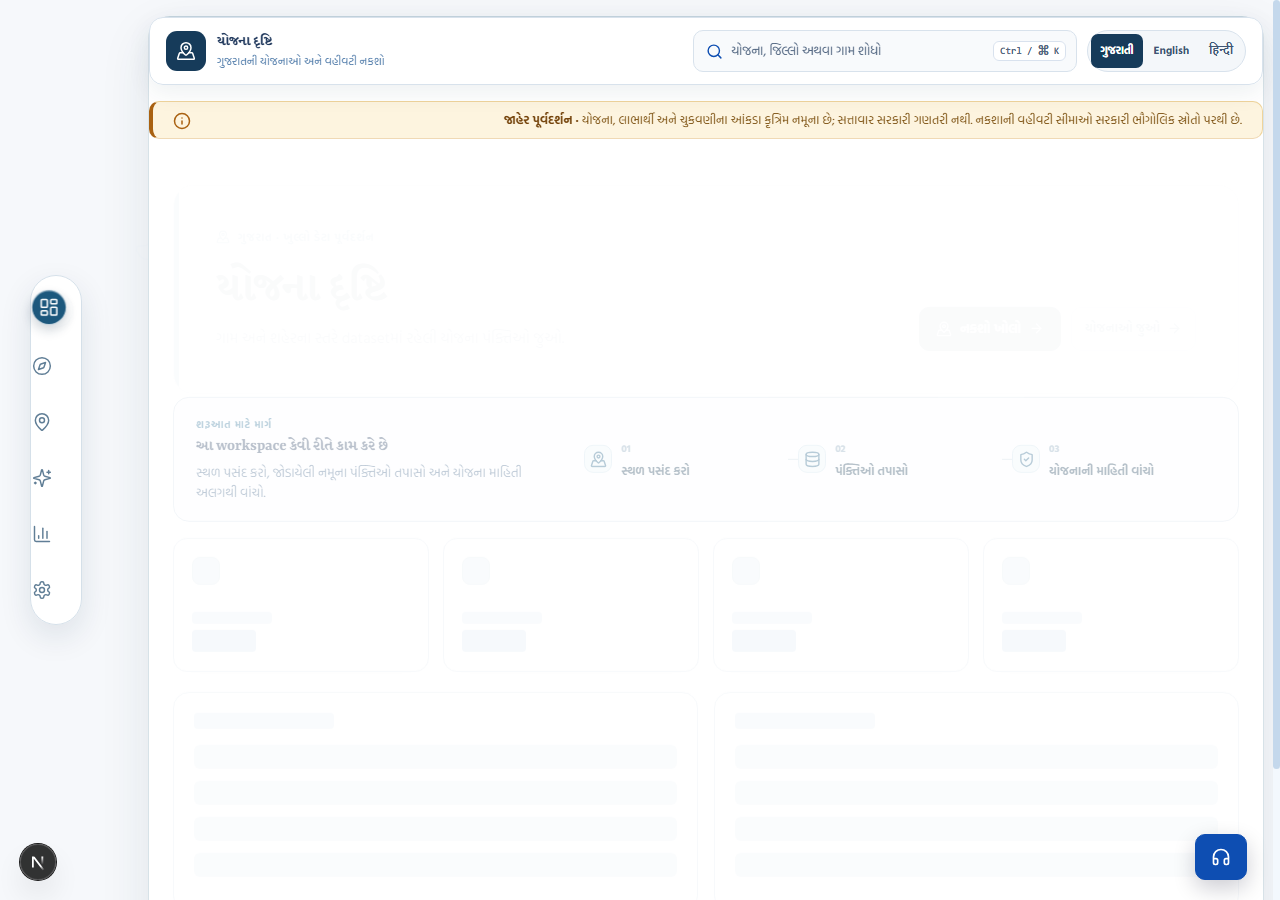 યોજના દૃષ્ટિ
ગુજરાતની યોજનાઓ અને વહીવટી નકશો
યોજના, જિલ્લો અથવા ગામ શોધો
Ctrl / ⌘ K
ગુજરાતી
English
हिन्दी
જાહેર પૂર્વદર્શન · યોજના, લાભાર્થી અને ચુકવણીના આંકડા કૃત્રિમ નમૂના છે; સત્તાવાર સરકારી ગણતરી નથી. નકશાની વહીવટી સીમાઓ સરકારી ભૌગોલિક સ્રોતો પરથી છે.
યોજના દૃષ્ટિ
શરૂઆત માટે માર્ગ
આ workspace કેવી રીતે કામ કરે છે
સ્થળ પસંદ કરો, જોડાયેલી નમૂના પંક્તિઓ તપાસો અને યોજના માહિતી
અલગથી વાંચો.
01
સ્થળ પસંદ કરો
02
પંક્તિઓ તપાસો
03
યોજનાની માહિતી વાંચો
N